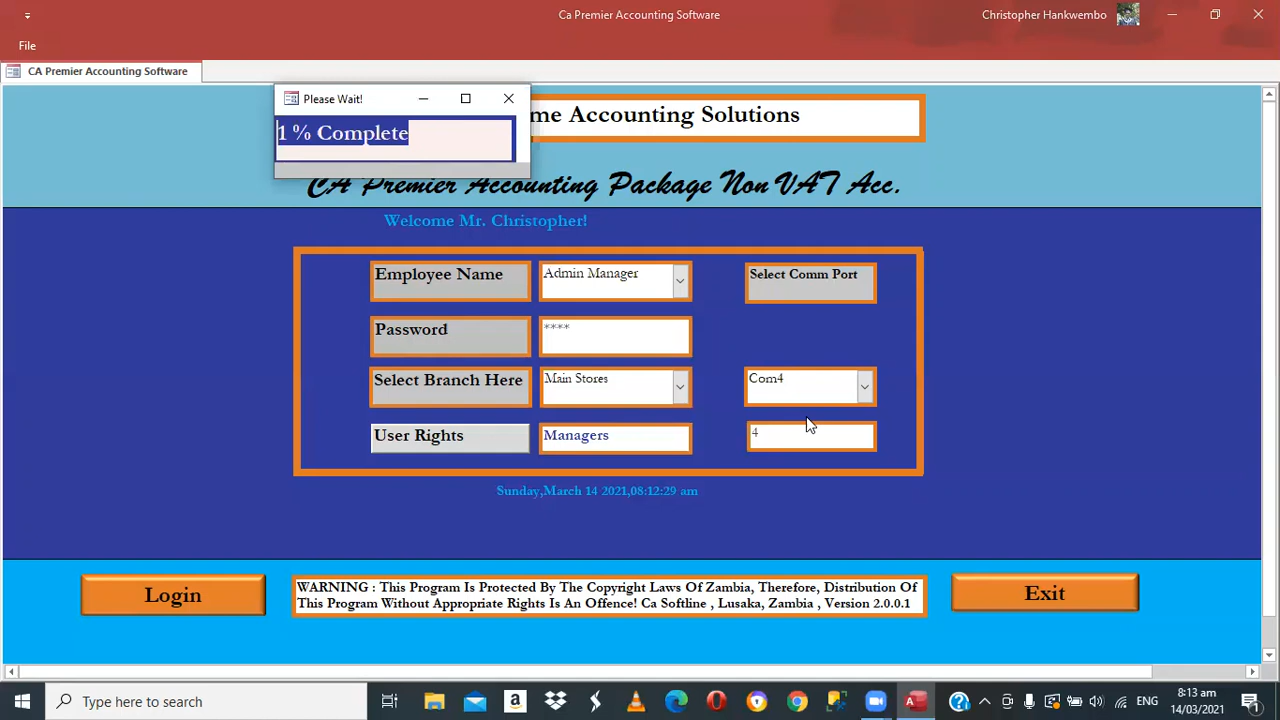 Ca Premier Accounting Software
Christopher Hankwembo
File
CA Premier Accounting Software
Please Wait!
1 % Complete
me Accounting Solutions
CA Premier Accounting Package Non VAT Acc.
Welcome Mr. Christopher!
Employee Name
Admin Manager
Select Comm Port
Password
****
Select Branch Here
Main Stores
Com4
User Rights
Managers
4
Sunday,March 14 2021,08:12:29 am
Login
WARNING : This Program Is Protected By The Copyright Laws Of Zambia, Therefore, Distribution Of
This Program Without Appropriate Rights Is An Offence! Ca Softline , Lusaka, Zambia , Version 2.0.0.1
Exit
Type here to search
ENG
8:13 am
14/03/2021